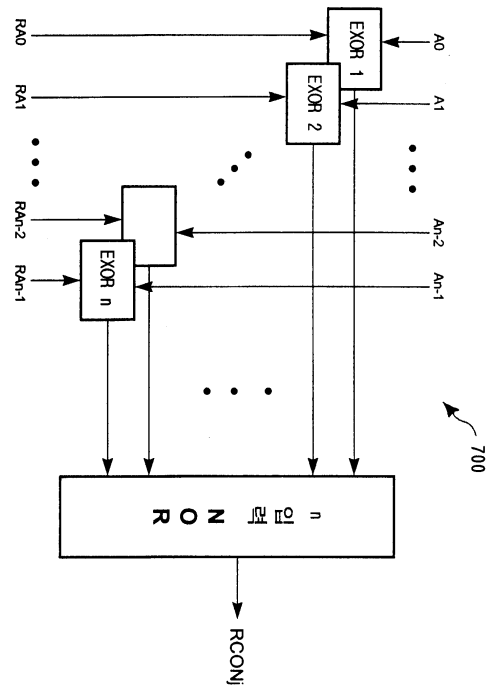 RA0
EXOR 1
A0
RA1
EXOR 2
A1
RAn-2
An-2
RAn-1
EXOR n
An-1
700
n 입력 NOR
RCONj